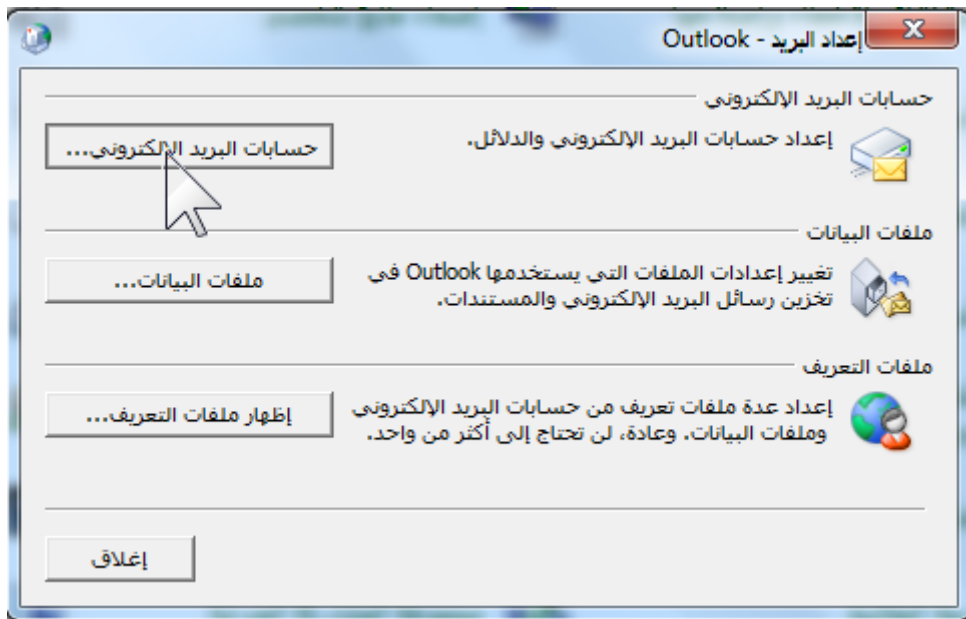 إعداد البريد - Outlook
حسابات البريد الإلكتروني
إعداد حسابات البريد الإلكتروني والدلائل.
حسابات البريد الإلكتروني...
ملفات البيانات
تغيير إعدادات الملفات التي يستخدمها Outlook في
تخزين رسائل البريد الإلكتروني والمستندات.
ملفات البيانات...
ملفات التعريف
إعداد عدة ملفات تعريف من حسابات البريد الإلكتروني
وملفات البيانات. وعادة، لن تحتاج إلى أكثر من واحد.
إظهار ملفات التعريف...
إغلاق